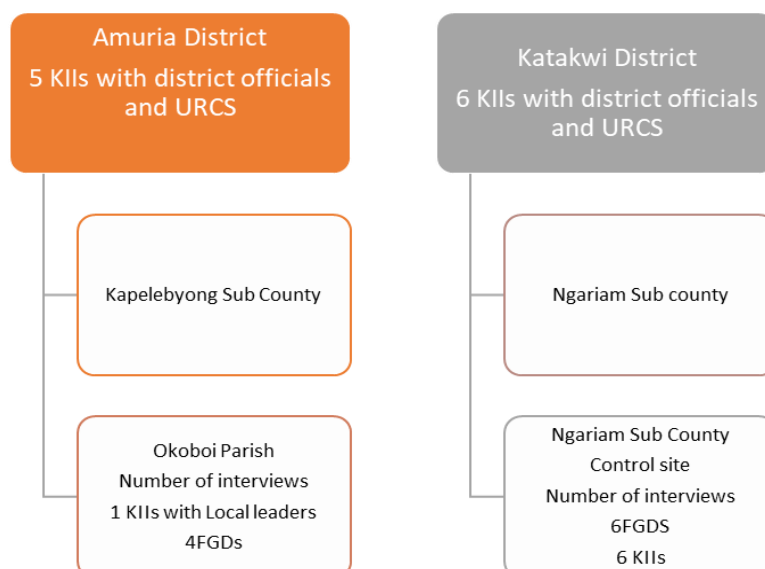 Amuria District
5 KIIs with district officials
and URCS
Kapelebyong Sub County
Okoboi Parish
Number of interviews
1 KIIs with Local leaders
4FGDs
Katakwi District
6 KIIs with district officials
and URCS
Ngariam Sub county
Ngariam Sub County
Control site
Number of interviews
6FGDS
6 KIIs